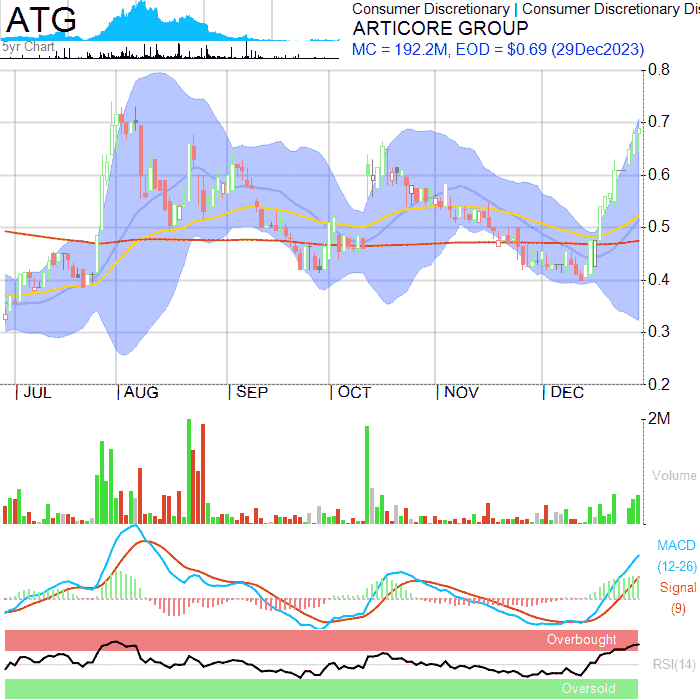 ATG
Consumer Discretionary | Consumer Discretionary Dis
ARTICORE GROUP
5yr Chart
MC = 192.2M, EOD = $0.69 (29Dec2023)
0.8
0.7
0.6
0.5
0.4
0.3
0.2
JUL AUG SEP OCT NOV DEC
2M
Volume
MACD
(12-26)
Signal
(9)
Overbought
RSI(14)
Oversold